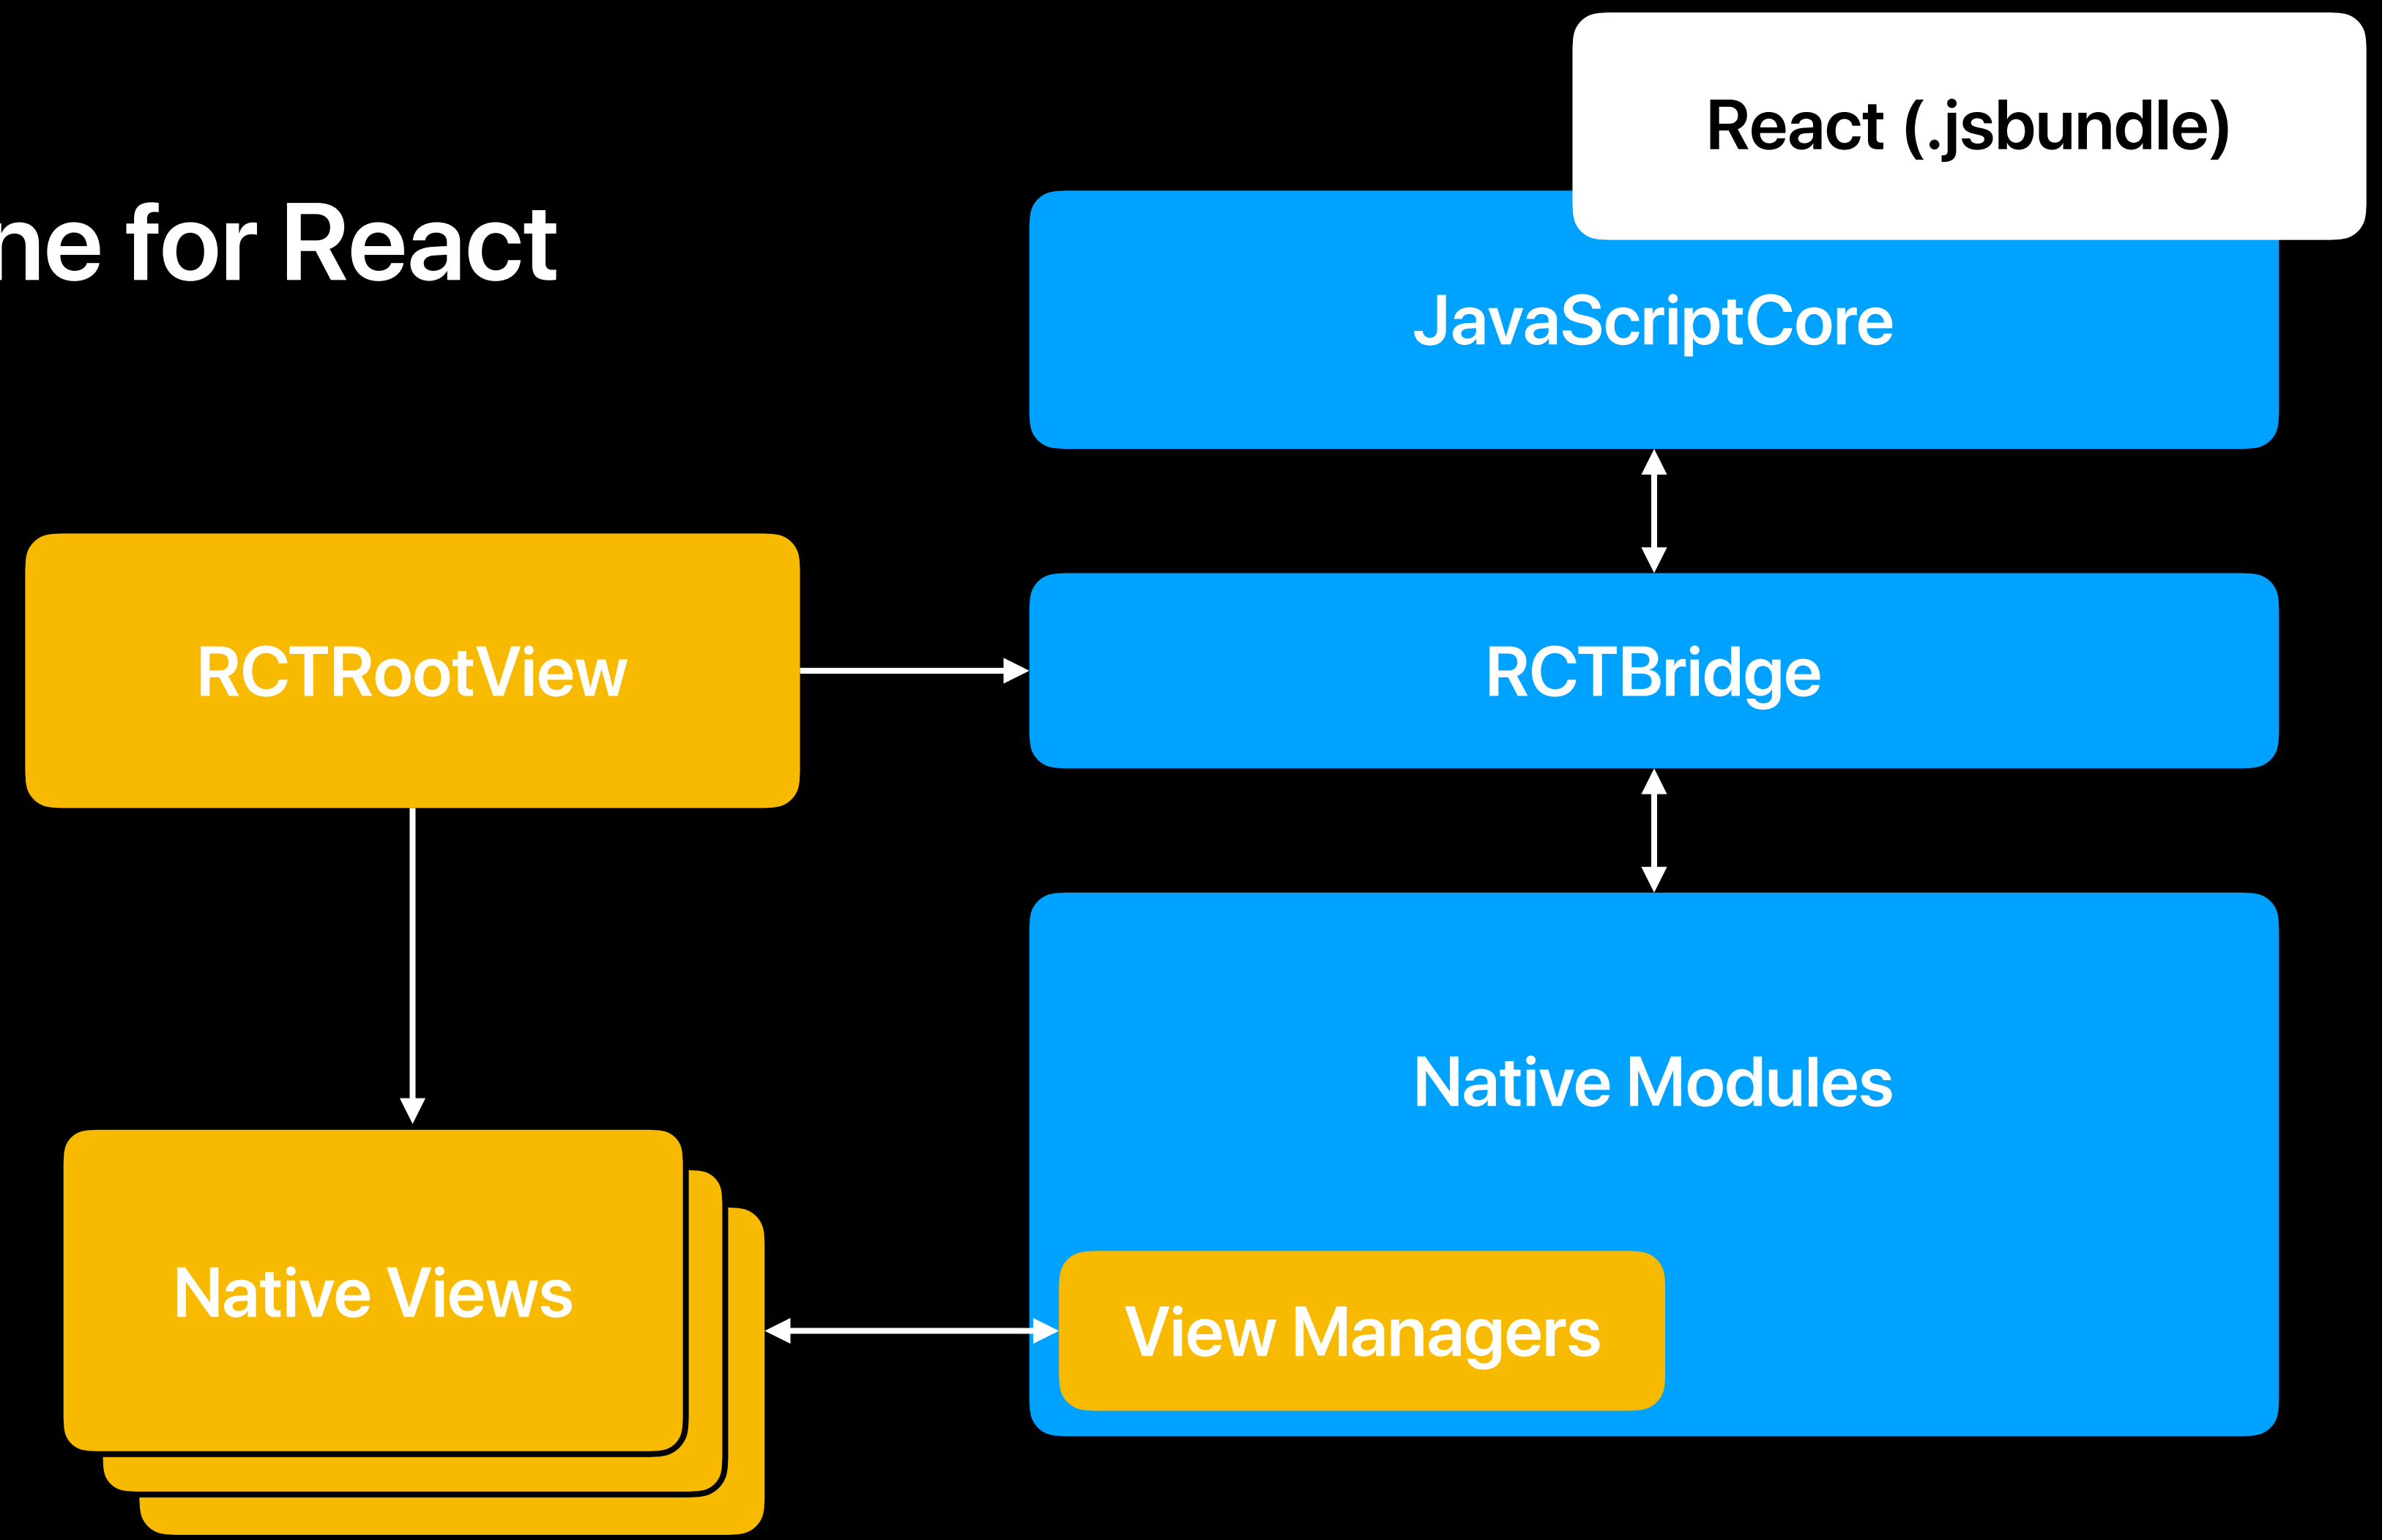 React (.jsbundle)
ne for React
JavaScriptCore
RCTRootView
RCTBridge
Native Modules
Native Views
View Managers